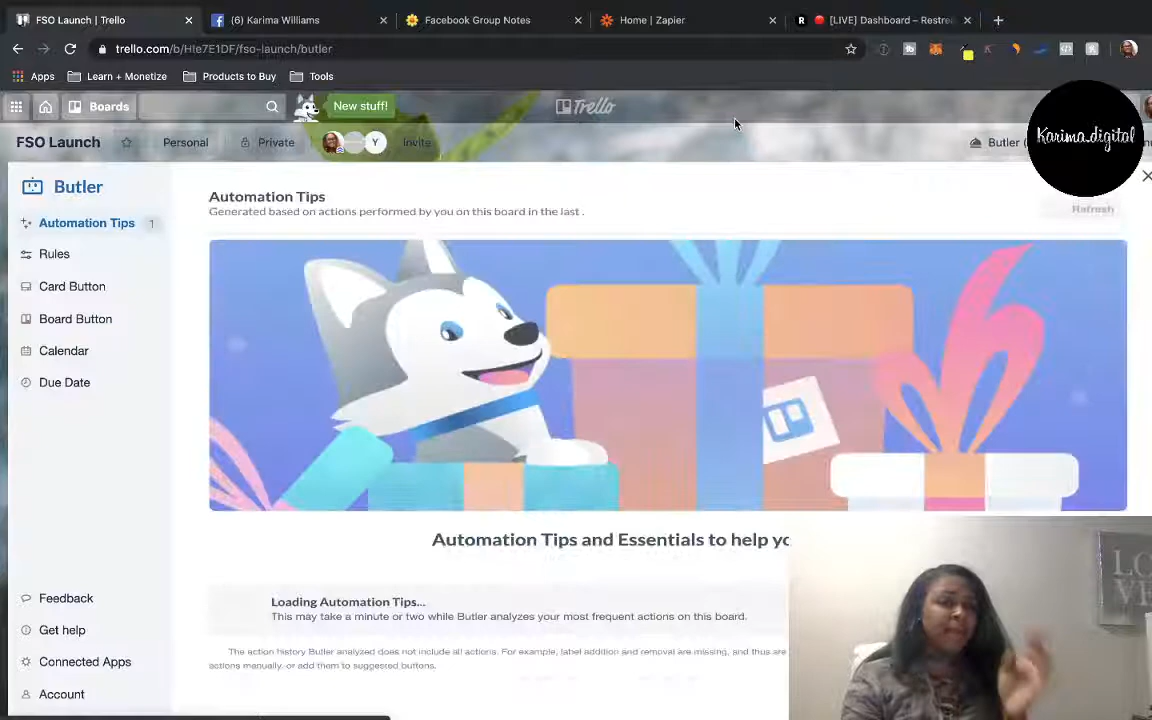 FSO Launch | Trello
(6) Karima Williams
Facebook Group Notes
Home | Zapier
R [LIVE] Dashboard – Restre
trello.com/b/HIe7E1DF/fso-launch/butler
Apps
Learn + Monetize
Products to Buy
Tools
Boards
New stuff!
Trello
FSO Launch
Personal
Private
Y
Invite
Butler (
Karima.digital
Butler
Automation Tips 1
Rules
Card Button
Board Button
Calendar
Due Date
Feedback
Get help
Connected Apps
Account
Automation Tips
Generated based on actions performed by you on this board in the last .
Refresh
Automation Tips and Essentials to help yo
Loading Automation Tips...
This may take a minute or two while Butler analyzes your most frequent actions on this board.
The action history Butler analyzed does not include all actions. For example, label addition and removal are missing, and thus are
actions manually, or add them to suggested buttons.
LO
VE